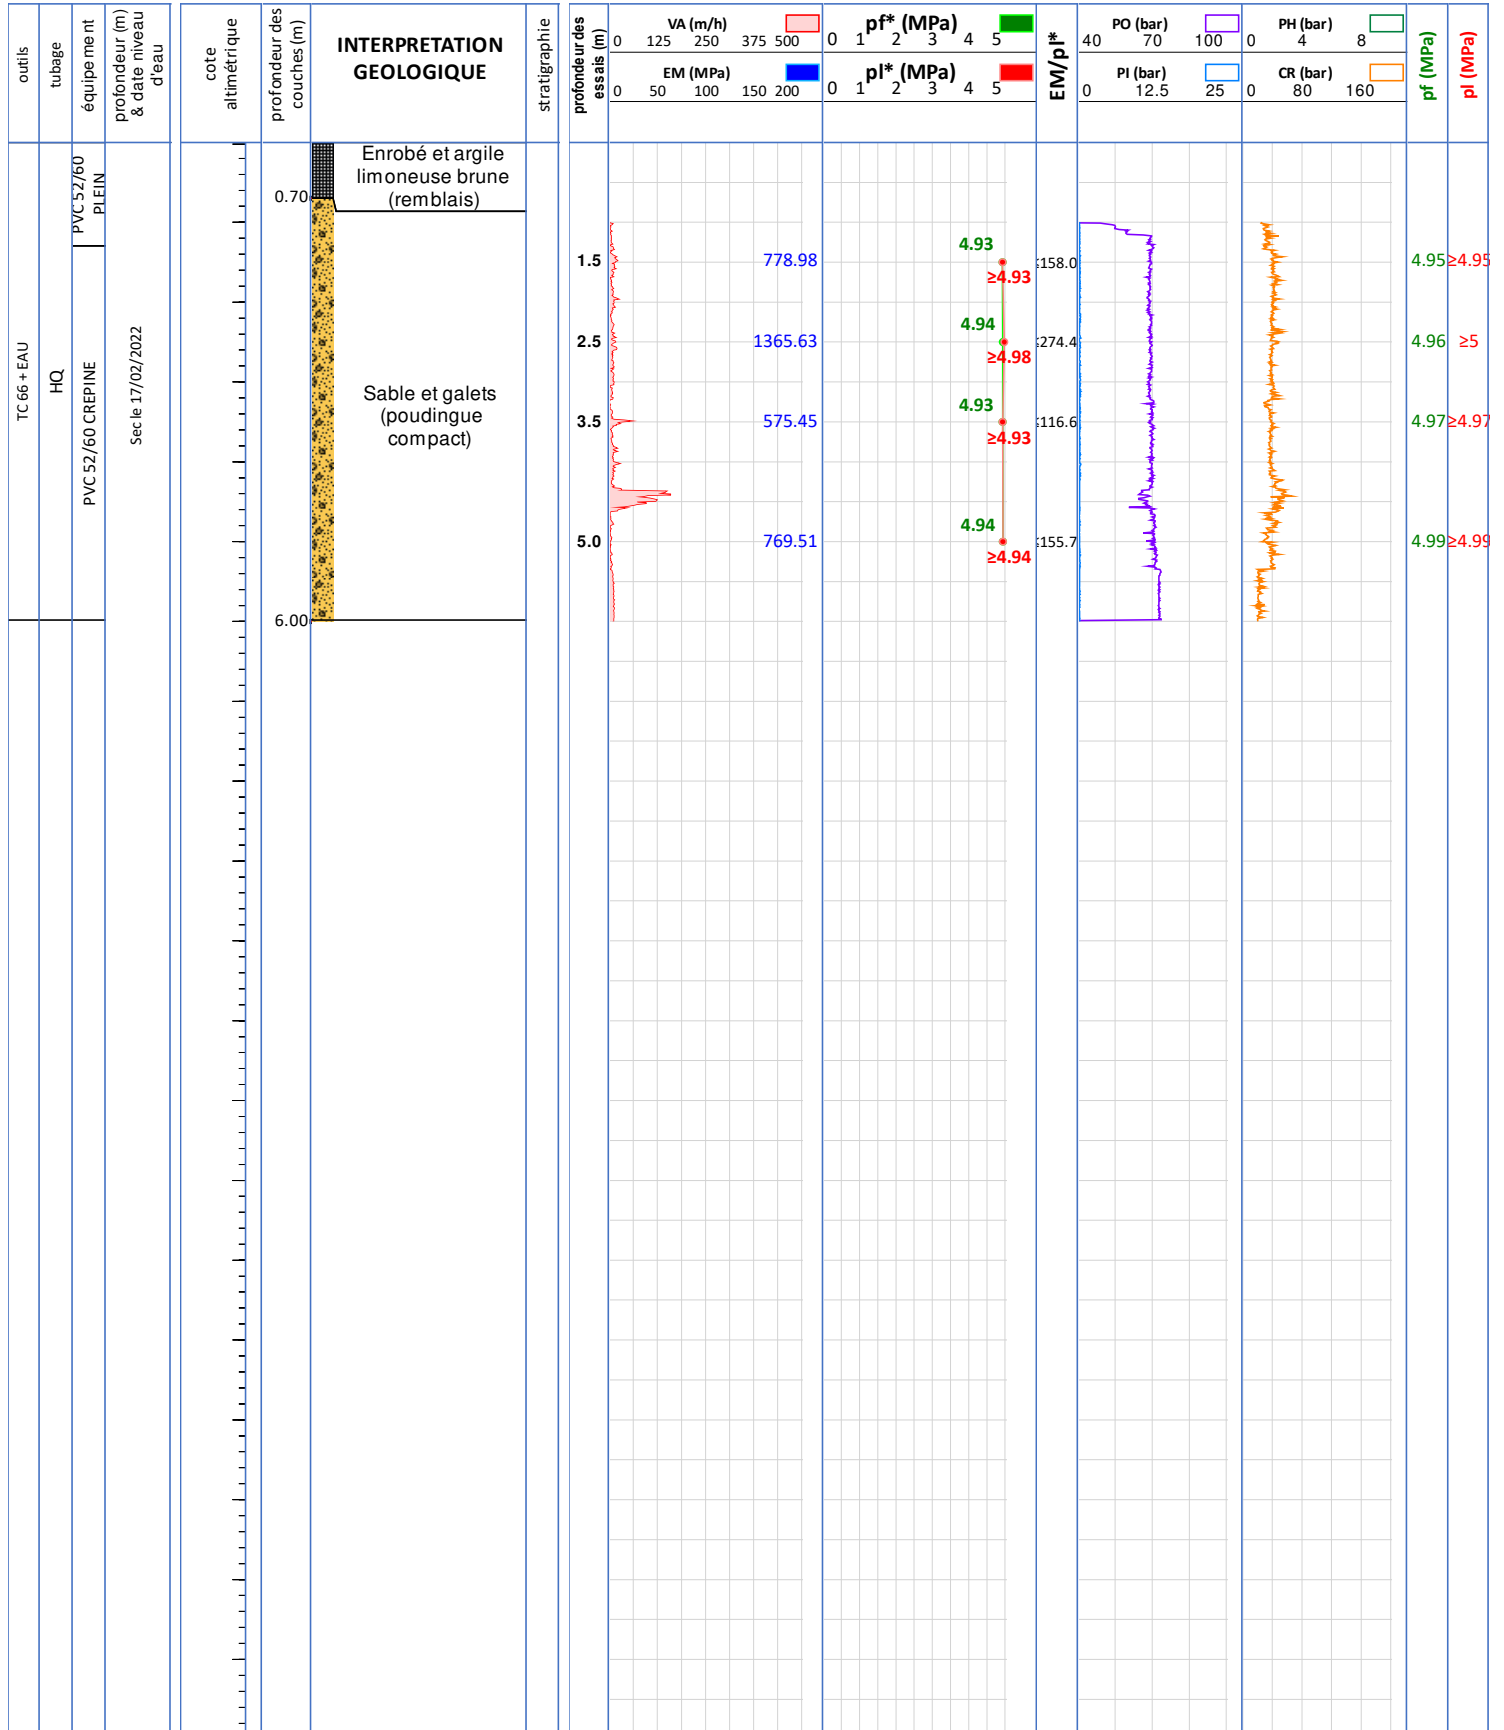 outils
tubage
équipement
profondeur (m)
& date niveau
d'eau
cote
altimétrique
profondeur des
couches (m)
INTERPRETATION
GEOLOGIQUE
stratigraphie
profondeur des
essais (m)
VA (m/h)
0 125 250 375 500
EM (MPa)
0 50 100 150 200
pf* (MPa)
0 1 2 3 4 5
pl* (MPa)
0 1 2 3 4 5
EM/pl*
PO (bar)
40 70 100
PI (bar)
0 12.5 25
PH (bar)
0 4 8
CR (bar)
0 80 160
pf (MPa)
pl (MPa)
TC 66 + EAU
HQ
PVC 52/60
PLEIN
PVC 52/60 CREPINE
Sec le 17/02/2022
0.70
6.00
Enrobé et argile
limoneuse brune
(remblais)
Sable et galets
(poudingue
compact)
1.5 778.98 4.93 ≥4.93 158.0 4.95 ≥4.95
2.5 1365.63 4.94 ≥4.98 274.4 4.96 ≥5
3.5 575.45 4.93 ≥4.93 116.6 4.97 ≥4.97
5.0 769.51 4.94 ≥4.94 155.7 4.99 ≥4.99